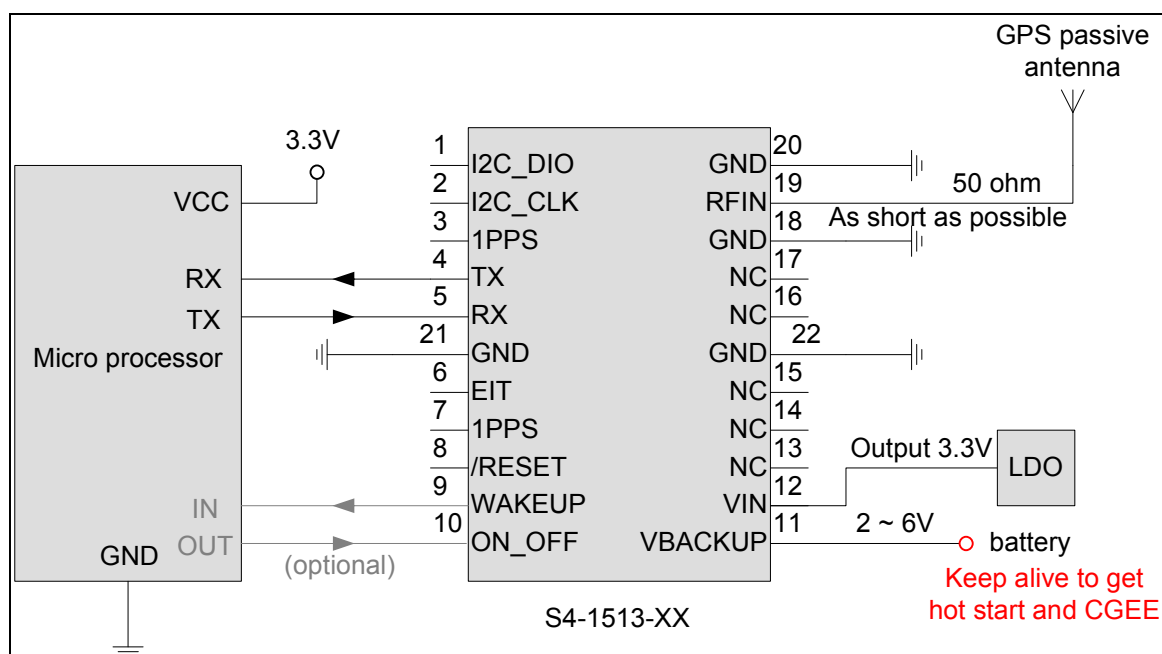 GPS passive
antenna
3.3V
VCC
RX
TX
Micro processor
IN
OUT
GND
(optional)
1
I2C_DIO
2
I2C_CLK
3
1PPS
4
TX
5
RX
21
GND
6
EIT
7
1PPS
8
/RESET
9
WAKEUP
10
ON_OFF
20
GND
19
RFIN
50 ohm
As short as possible
18
GND
17
NC
16
NC
22
GND
15
NC
14
NC
13
NC
12
VIN
Output 3.3V
LDO
11
VBACKUP
2 ~ 6V
battery
Keep alive to get
hot start and CGEE
S4-1513-XX